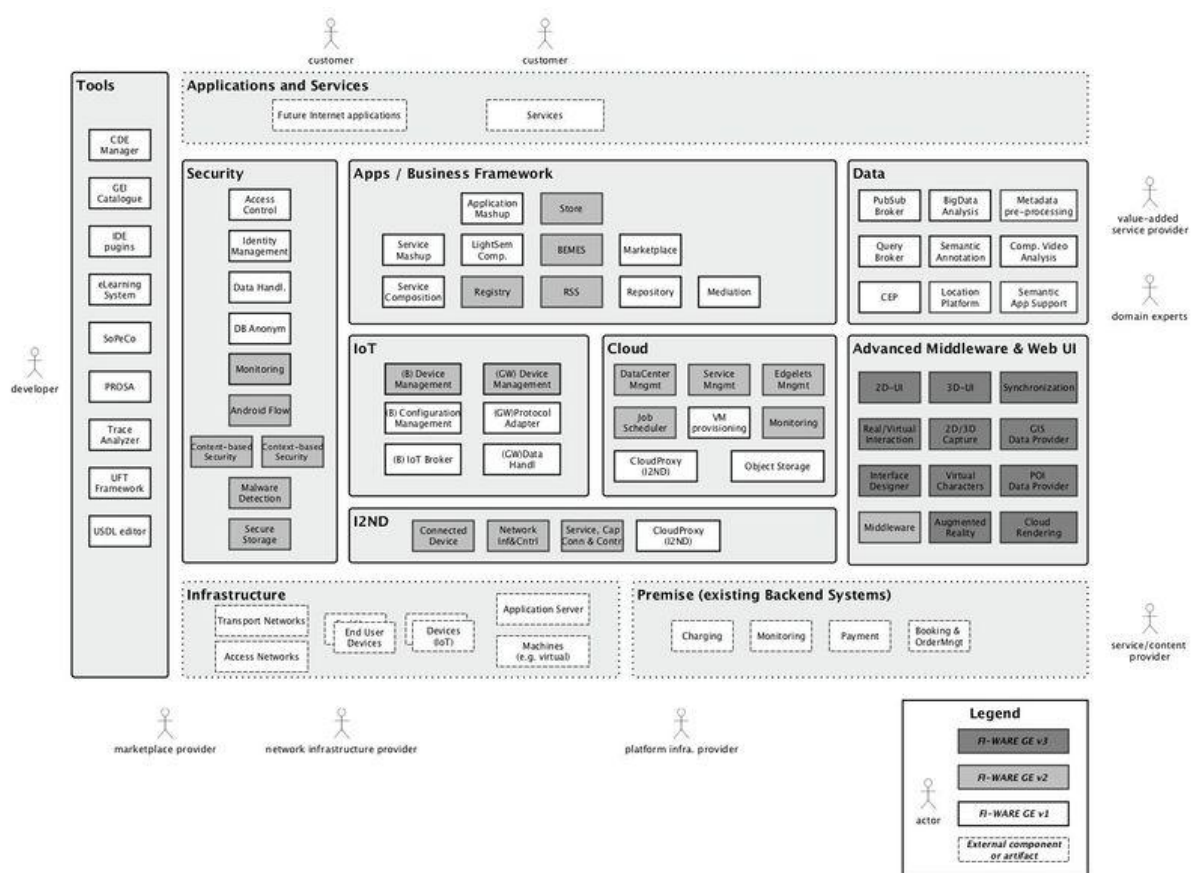 customer
customer
Tools
CDE
Manager
GEI
Catalogue
IDE
pugins
eLearning
System
SoPeCo
PROSA
Trace
Analyzer
UFT
Framework
USDL editor
Applications and Services
Future Internet applications
Services
Security
Access
Control
Identity
Management
Data Handl.
DB Anonym
Monitoring
Android Flow
Content-based
Security
Context-based
Security
Malware
Detection
Secure
Storage
Apps / Business Framework
Application
Mashup
Store
Service
Mashup
LightSem
Comp.
BEMES
Marketplace
Service
Composition
Registry
RSS
Repository
Mediation
Data
PubSub
Broker
BigData
Analysis
Metadata
pre-processing
Query
Broker
Semantic
Annotation
Comp. Video
Analysis
CEP
Location
Platform
Semantic
App Support
value-added
service provider
domain experts
developer
IoT
(B) Device
Management
(GW) Device
Management
(B) Configuration
Management
(GW)Protocol
Adapter
(B) IoT Broker
(GW)Data
Handl
Cloud
DataCenter
Mngmt
Service
Mngmt
Edgelets
Mngmt
Job
Scheduler
VM
provisioning
Monitoring
CloudProxy
(I2ND)
Object Storage
Advanced Middleware & Web UI
2D-UI
3D-UI
Synchronization
Real/Virtual
Interaction
2D/3D
Capture
GIS
Data Provider
Interface
Designer
Virtual
Characters
POI
Data Provider
Middleware
Augmented
Reality
Cloud
Rendering
I2ND
Connected
Device
Network
Inf&Cntrl
Service, Cap
Conn & Contr
CloudProxy
(I2ND)
Infrastructure
Transport Networks
Access Networks
End User
Devices
Devices
(IoT)
Application Server
Machines
(e.g. virtual)
Premise (existing Backend Systems)
Charging
Monitoring
Payment
Booking &
OrderMngt
service/content
provider
marketplace provider
network infrastructure provider
platform infra. provider
Legend
FI-WARE GE v3
FI-WARE GE v2
FI-WARE GE v1
External component
or artifact
actor